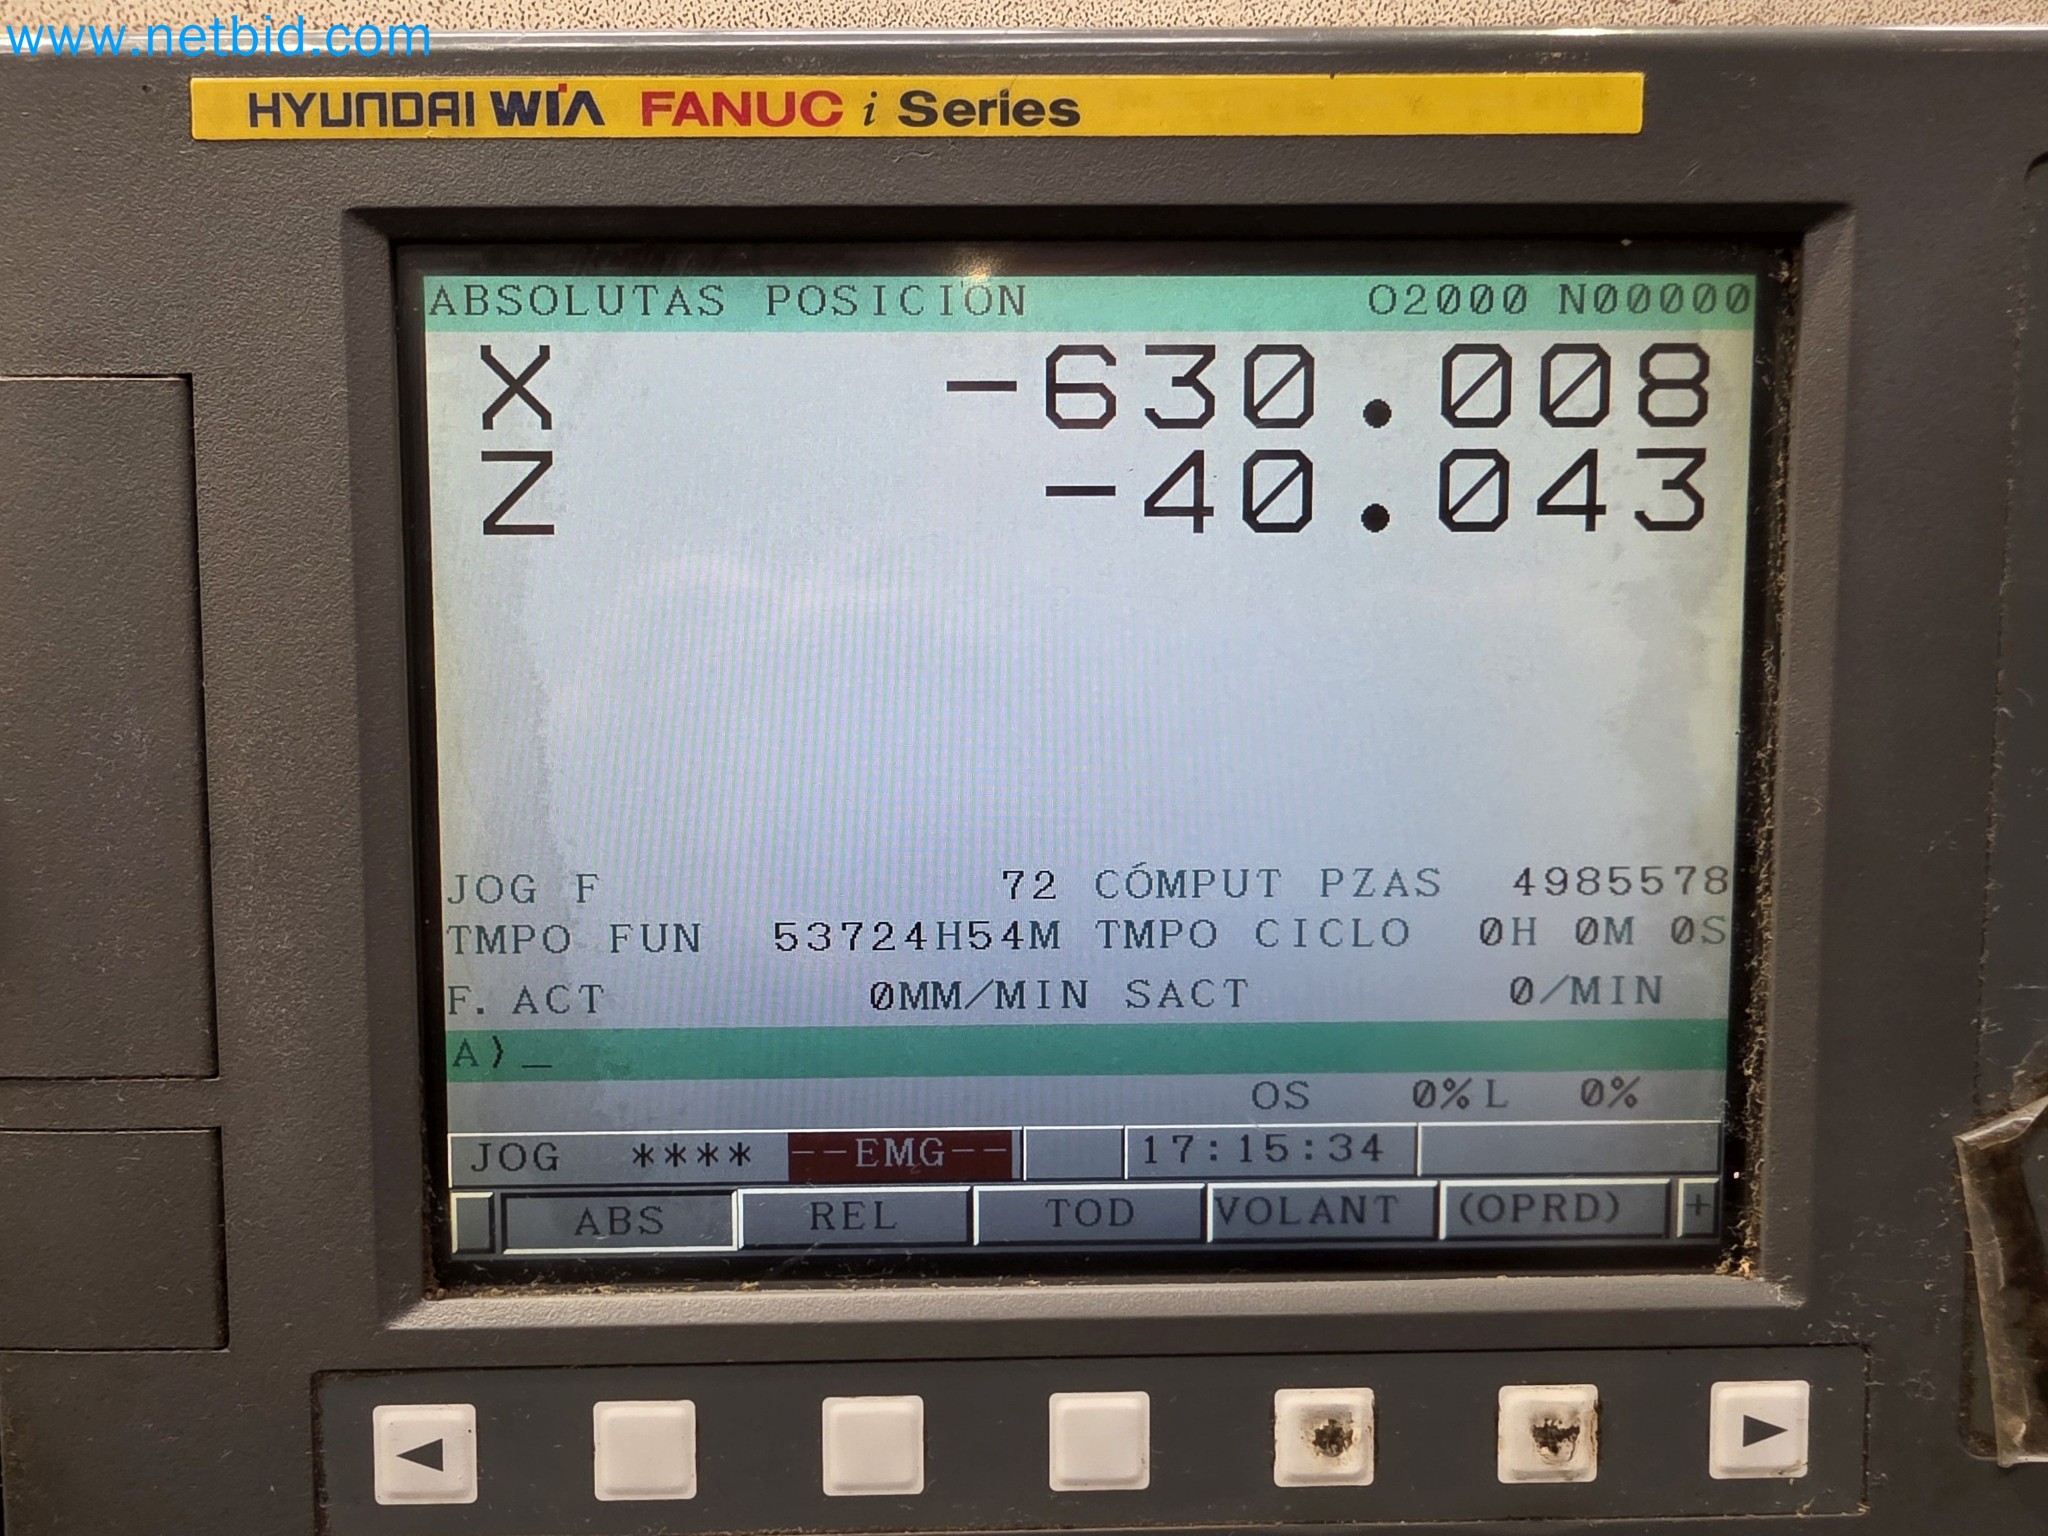 www.netbid.com
HYUNDAI WIA FANUC i Series
ABSOLUTAS POSICIÓN O2000 N00000
X -630.008
Z -40.043
JOG F 72 CÓMPUT PZAS 4985578
TMPO FUN 53724H54M TMPO CICLO 0H 0M 0S
F. ACT 0MM/MIN SACT 0/MIN
A)_
OS 0% L 0%
JOG **** --EMG-- 17:15:34
ABS REL TOD VOLANT (OPRD) +